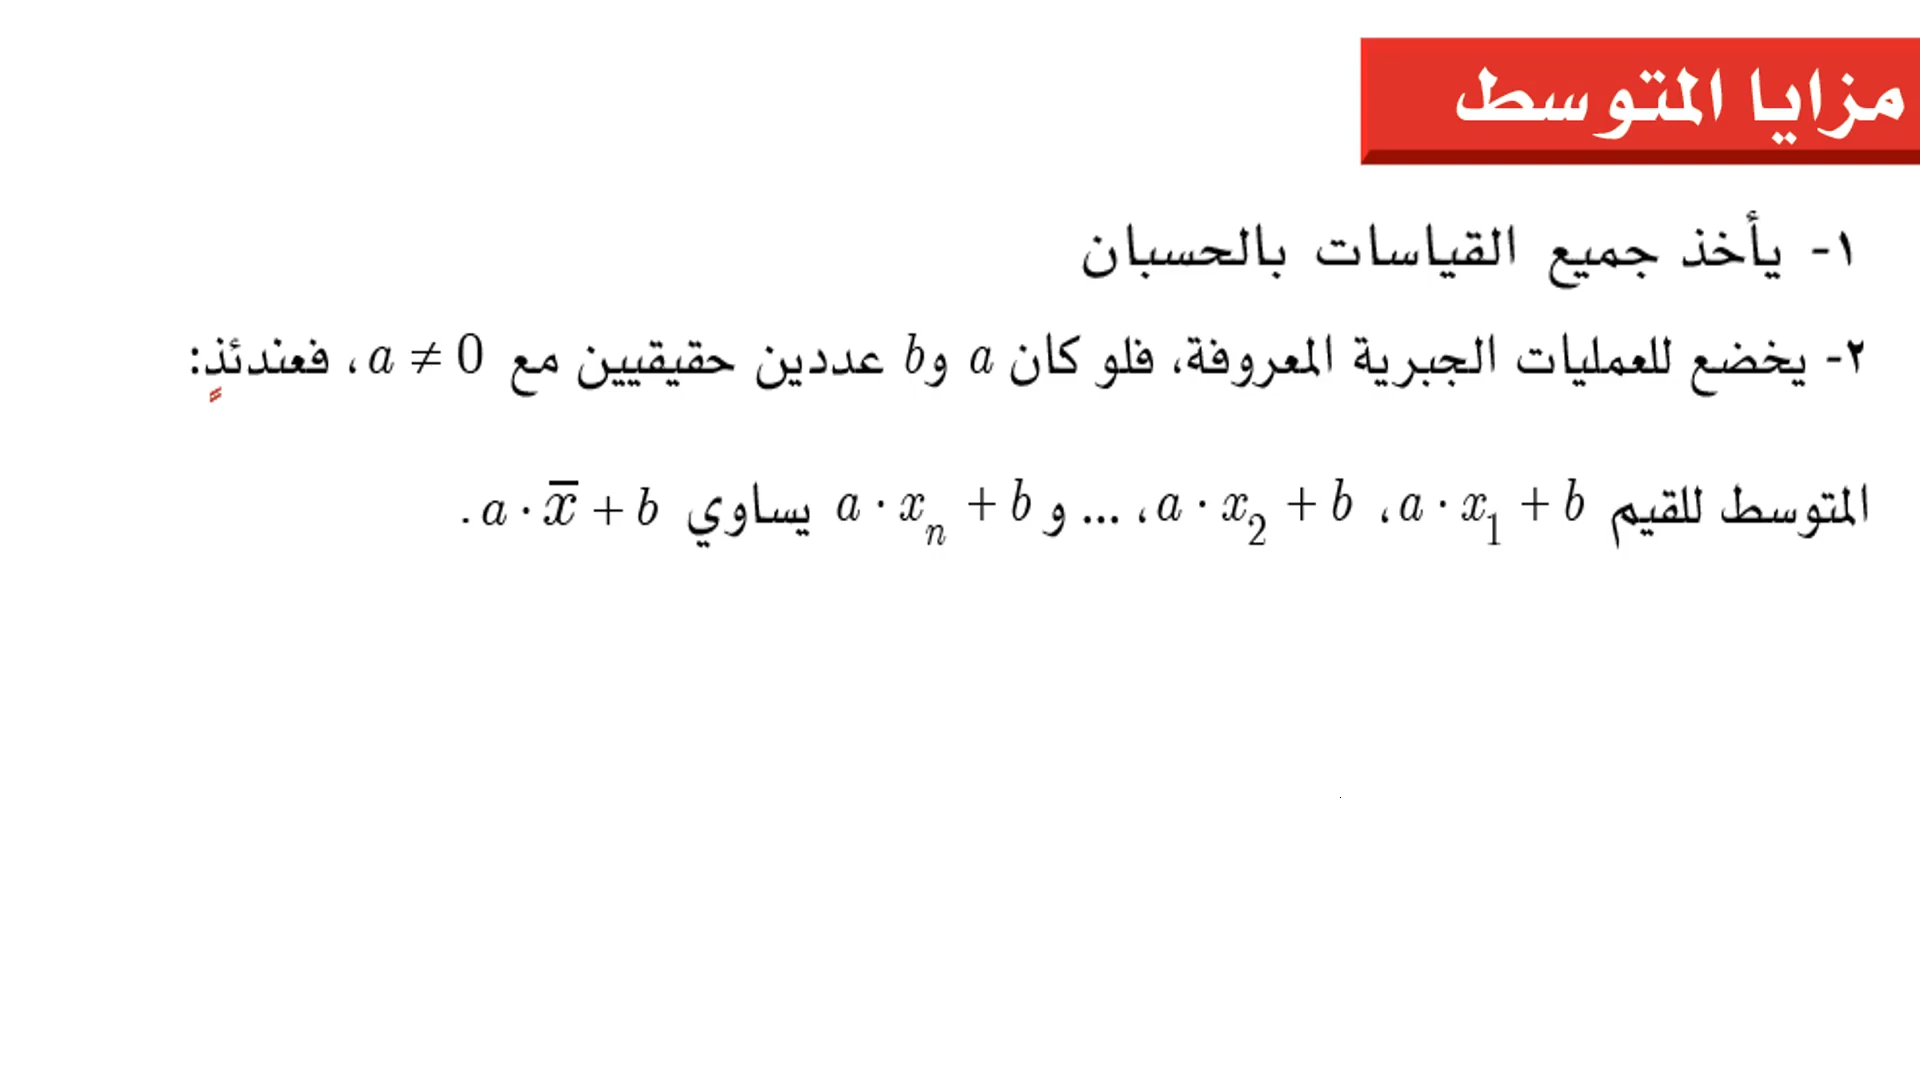 مزايا المتوسط
١- يأخذ جميع القياسات بالحسبان
٢- يخضع للعمليات الجبرية المعروفة، فلو كان a و b عددين حقيقيين مع a ≠ 0، فعندئذٍ:
المتوسط للقيم a · x₁ + b، a · x₂ + b، ... و a · xₙ + b يساوي a · x̅ + b.